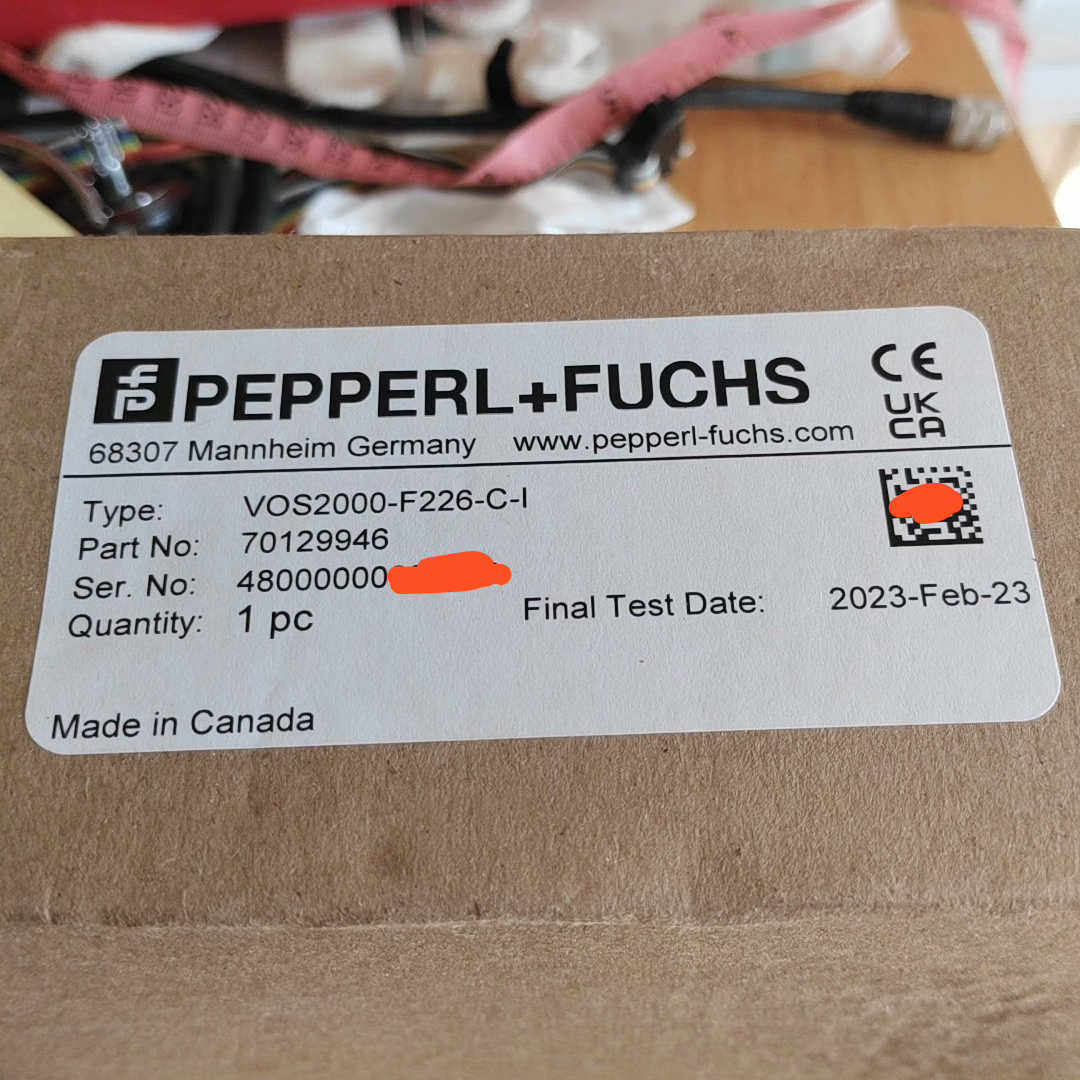 PEPPERL+FUCHS
CE
UK
CA
68307 Mannheim Germany www.pepperl-fuchs.com
Type: VOS2000-F226-C-I
Part No: 70129946
Ser. No: 48000000
Quantity: 1 pc
Final Test Date: 2023-Feb-23
Made in Canada